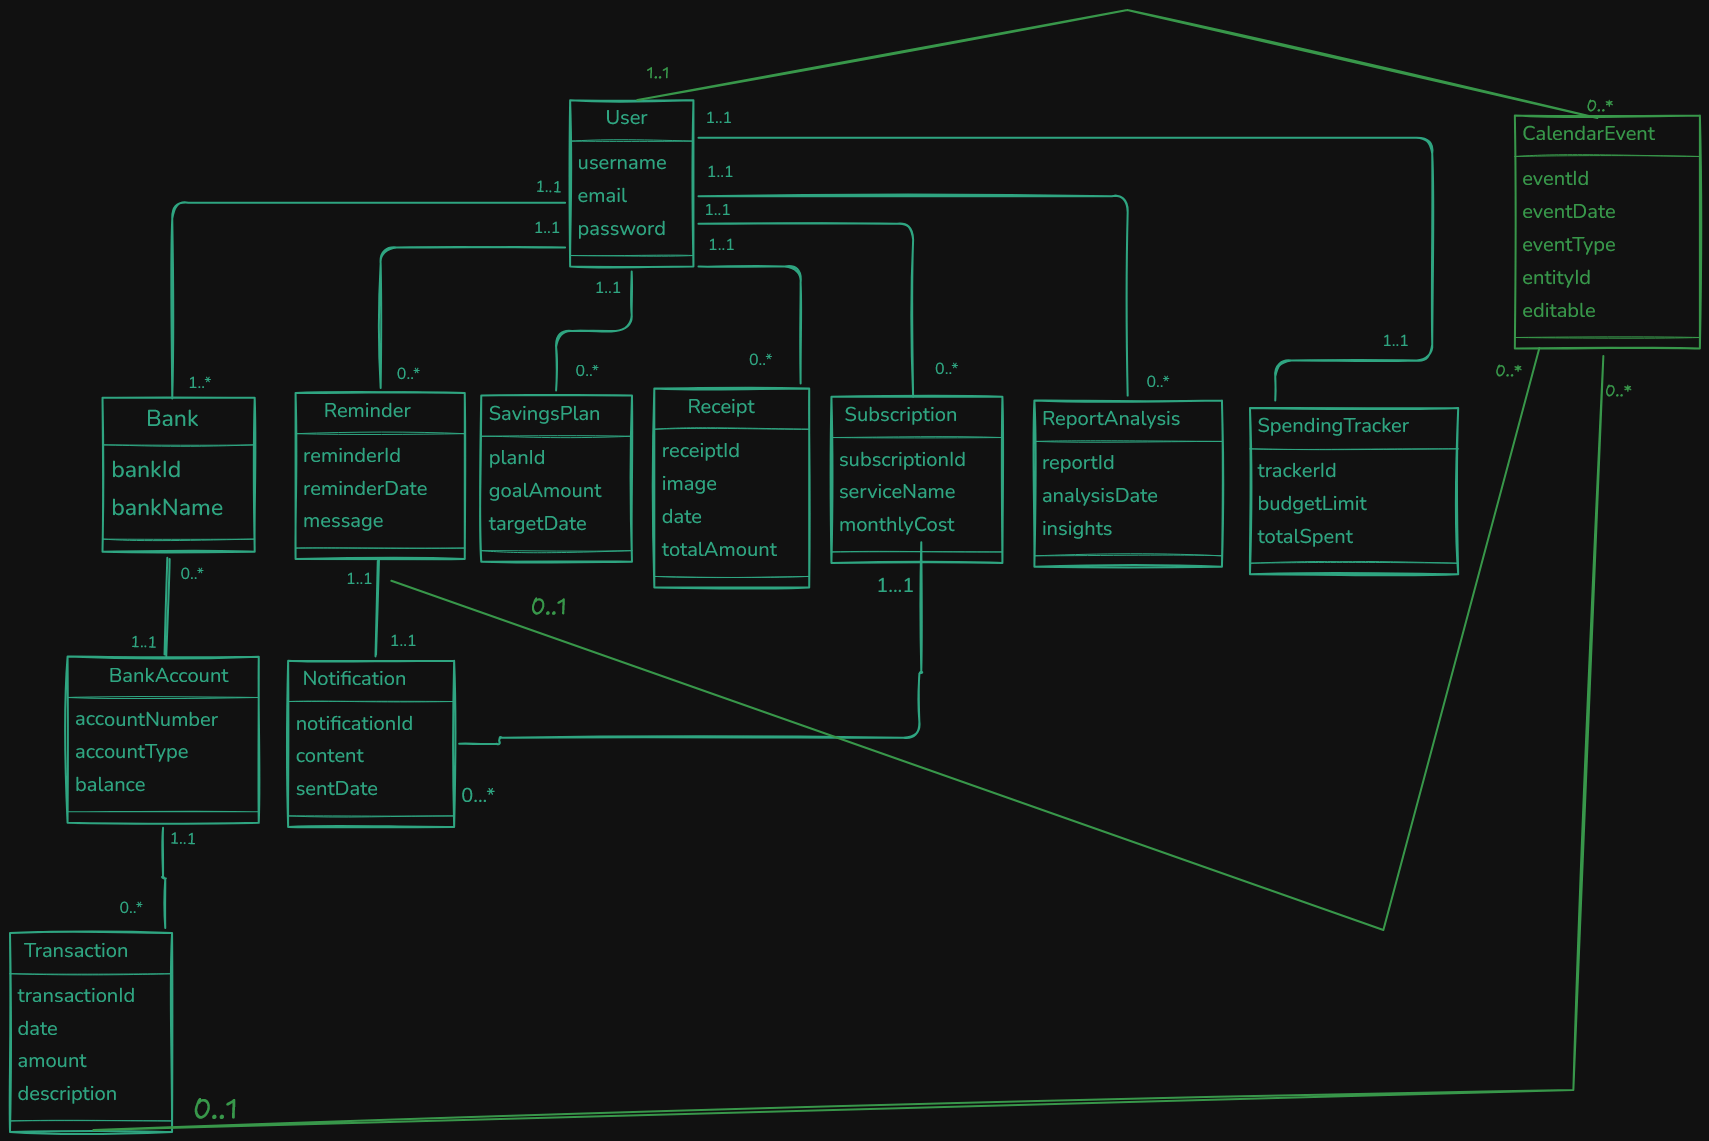 1..1
0..*
User
username
email
password
1..1
1..1
1..1
1..1
1..1
1..1
1..1
CalendarEvent
eventId
eventDate
eventType
entityId
editable
1..*
0..*
0..*
0..*
0..*
0..*
1..1
0..*
0..*
Bank
bankId
bankName
Reminder
reminderId
reminderDate
message
SavingsPlan
planId
goalAmount
targetDate
Receipt
receiptId
image
date
totalAmount
Subscription
subscriptionId
serviceName
monthlyCost
ReportAnalysis
reportId
analysisDate
insights
SpendingTracker
trackerId
budgetLimit
totalSpent
0..*
1..1
1..1
1..1
0..1
1...1
BankAccount
accountNumber
accountType
balance
Notification
notificationId
content
sentDate
0...*
1..1
0..*
Transaction
transactionId
date
amount
description
0..1